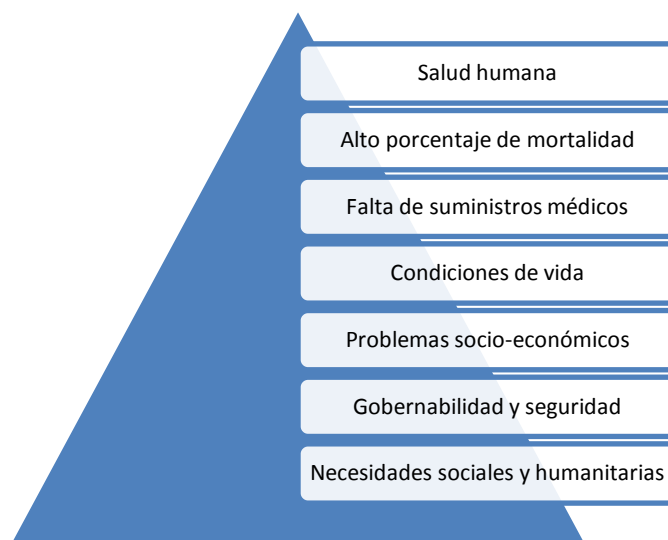 Salud humana
Alto porcentaje de mortalidad
Falta de suministros médicos
Condiciones de vida
Problemas socio-económicos
Gobernabilidad y seguridad
Necesidades sociales y humanitarias